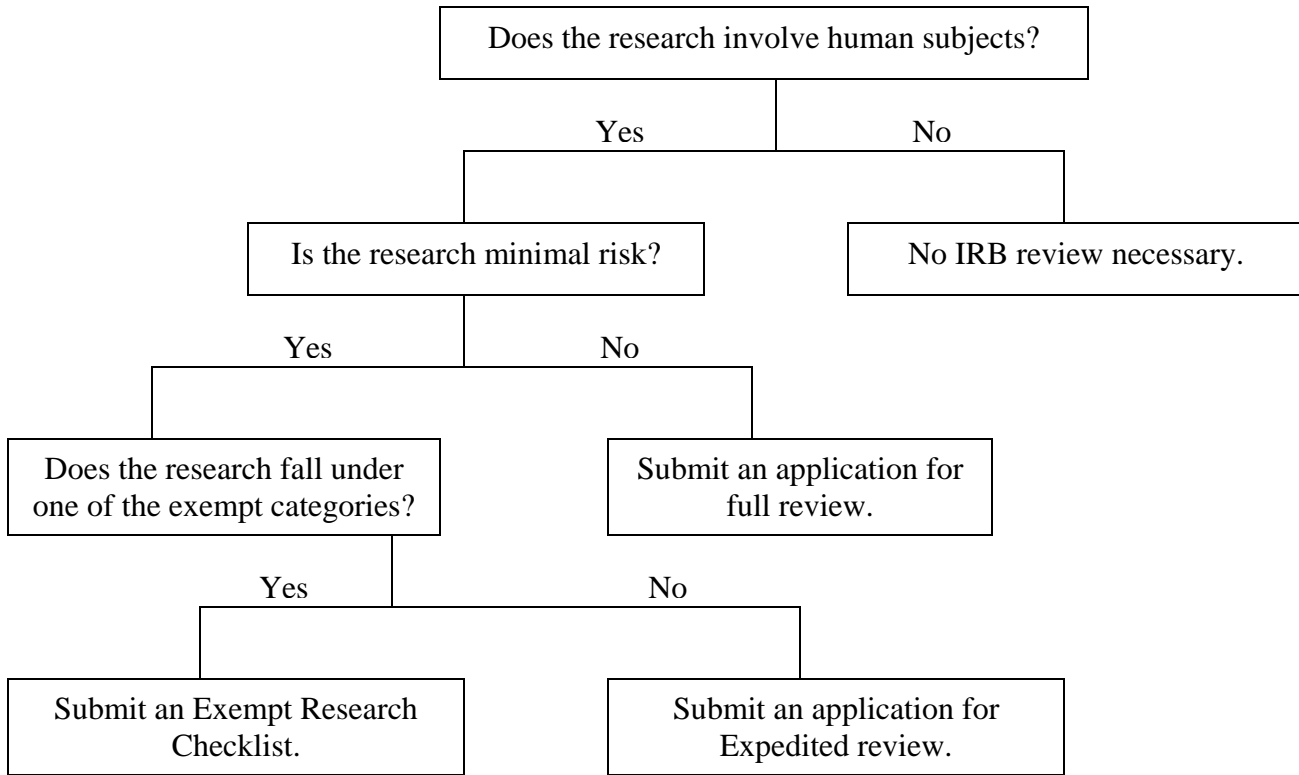 Does the research involve human subjects?
Yes
No
Is the research minimal risk?
No IRB review necessary.
Yes
No
Does the research fall under
one of the exempt categories?
Submit an application for
full review.
Yes
No
Submit an Exempt Research
Checklist.
Submit an application for
Expedited review.